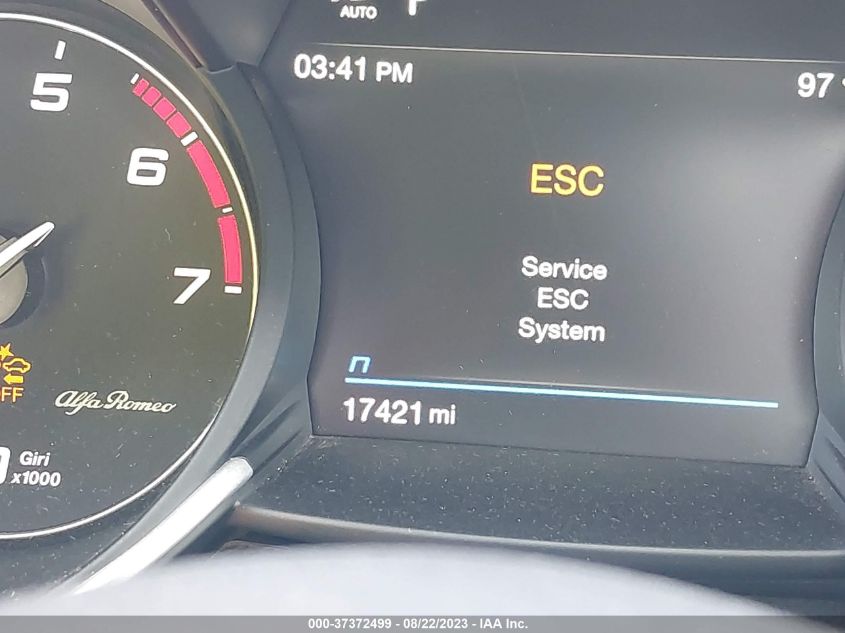 AUTO
P
03:41 PM
97
5
6
7
ESC
Service
ESC
System
n
17421 mi
OFF
Alfa Romeo
Giri
x1000
000-37372499 - 08/22/2023 - IAA Inc.